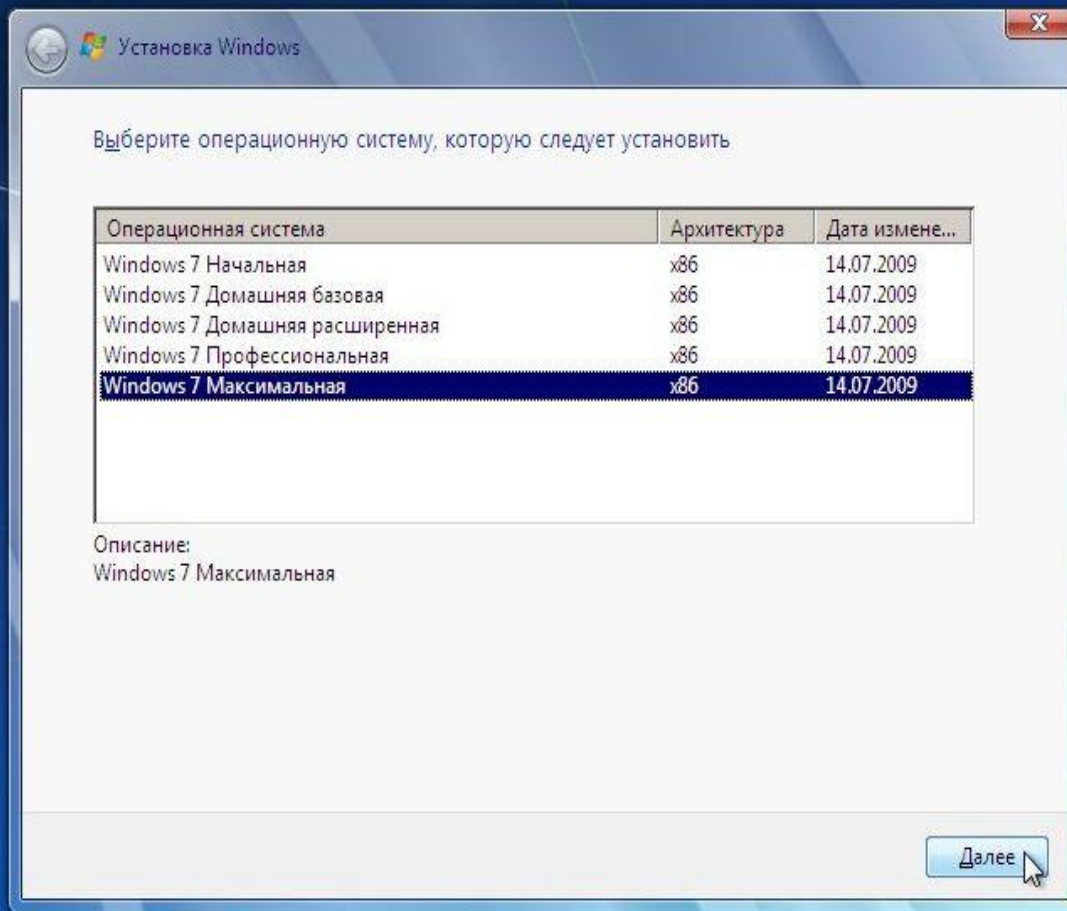 Установка Windows
Выберите операционную систему, которую следует установить
Операционная система Архитектура Дата измене...
Windows 7 Начальная x86 14.07.2009
Windows 7 Домашняя базовая x86 14.07.2009
Windows 7 Домашняя расширенная x86 14.07.2009
Windows 7 Профессиональная x86 14.07.2009
Windows 7 Максимальная x86 14.07.2009
Описание:
Windows 7 Максимальная
Далее